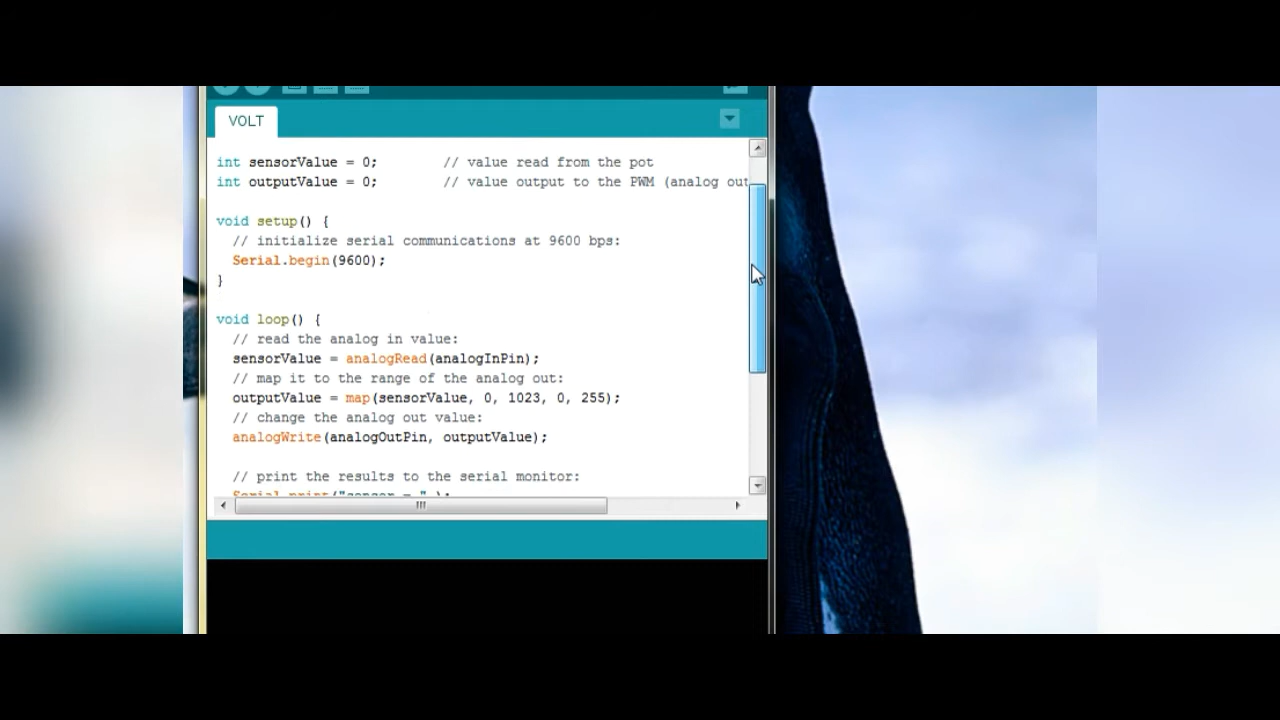 VOLT
int sensorValue = 0;        // value read from the pot
int outputValue = 0;        // value output to the PWM (analog out
void setup() {
  // initialize serial communications at 9600 bps:
  Serial.begin(9600);
}
void loop() {
  // read the analog in value:
  sensorValue = analogRead(analogInPin);
  // map it to the range of the analog out:
  outputValue = map(sensorValue, 0, 1023, 0, 255);
  // change the analog out value:
  analogWrite(analogOutPin, outputValue);
  // print the results to the serial monitor:
  Serial.print("sensor = " );